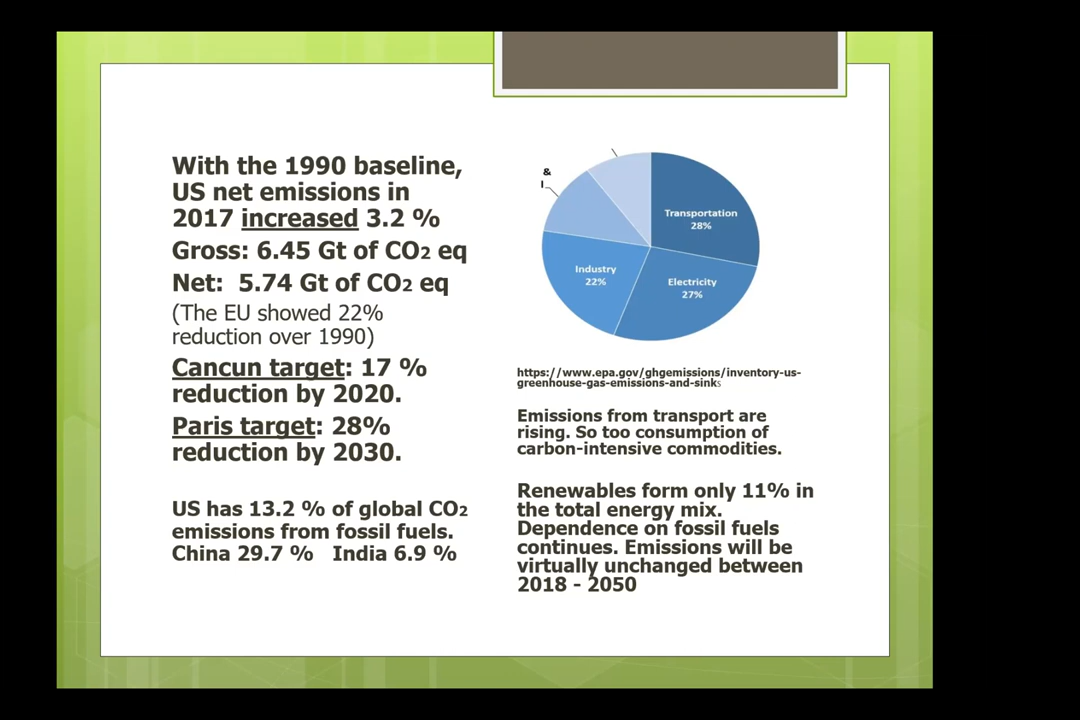 With the 1990 baseline,
US net emissions in
2017 increased 3.2 %
Gross: 6.45 Gt of CO2 eq
Net: 5.74 Gt of CO2 eq
(The EU showed 22%
reduction over 1990)
Cancun target: 17 %
reduction by 2020.
Paris target: 28%
reduction by 2030.
US has 13.2 % of global CO2
emissions from fossil fuels.
China 29.7 % India 6.9 %
&
Transportation
28%
Industry
22%
Electricity
27%
https://www.epa.gov/ghgemissions/inventory-us-
greenhouse-gas-emissions-and-sinks
Emissions from transport are
rising. So too consumption of
carbon-intensive commodities.
Renewables form only 11% in
the total energy mix.
Dependence on fossil fuels
continues. Emissions will be
virtually unchanged between
2018 - 2050